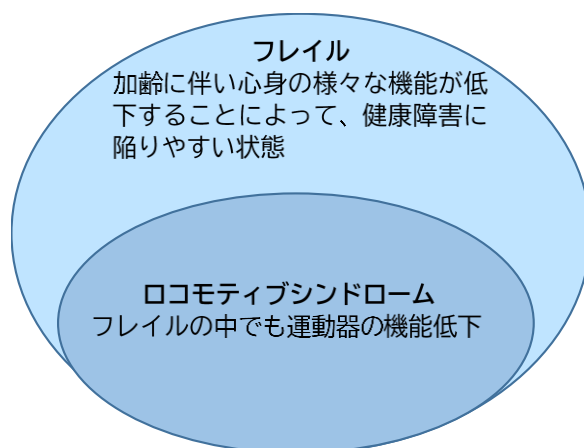 フレイル
加齢に伴い心身の様々な機能が低
下することによって、健康障害に
陥りやすい状態
ロコモティブシンドローム
フレイルの中でも運動器の機能低下